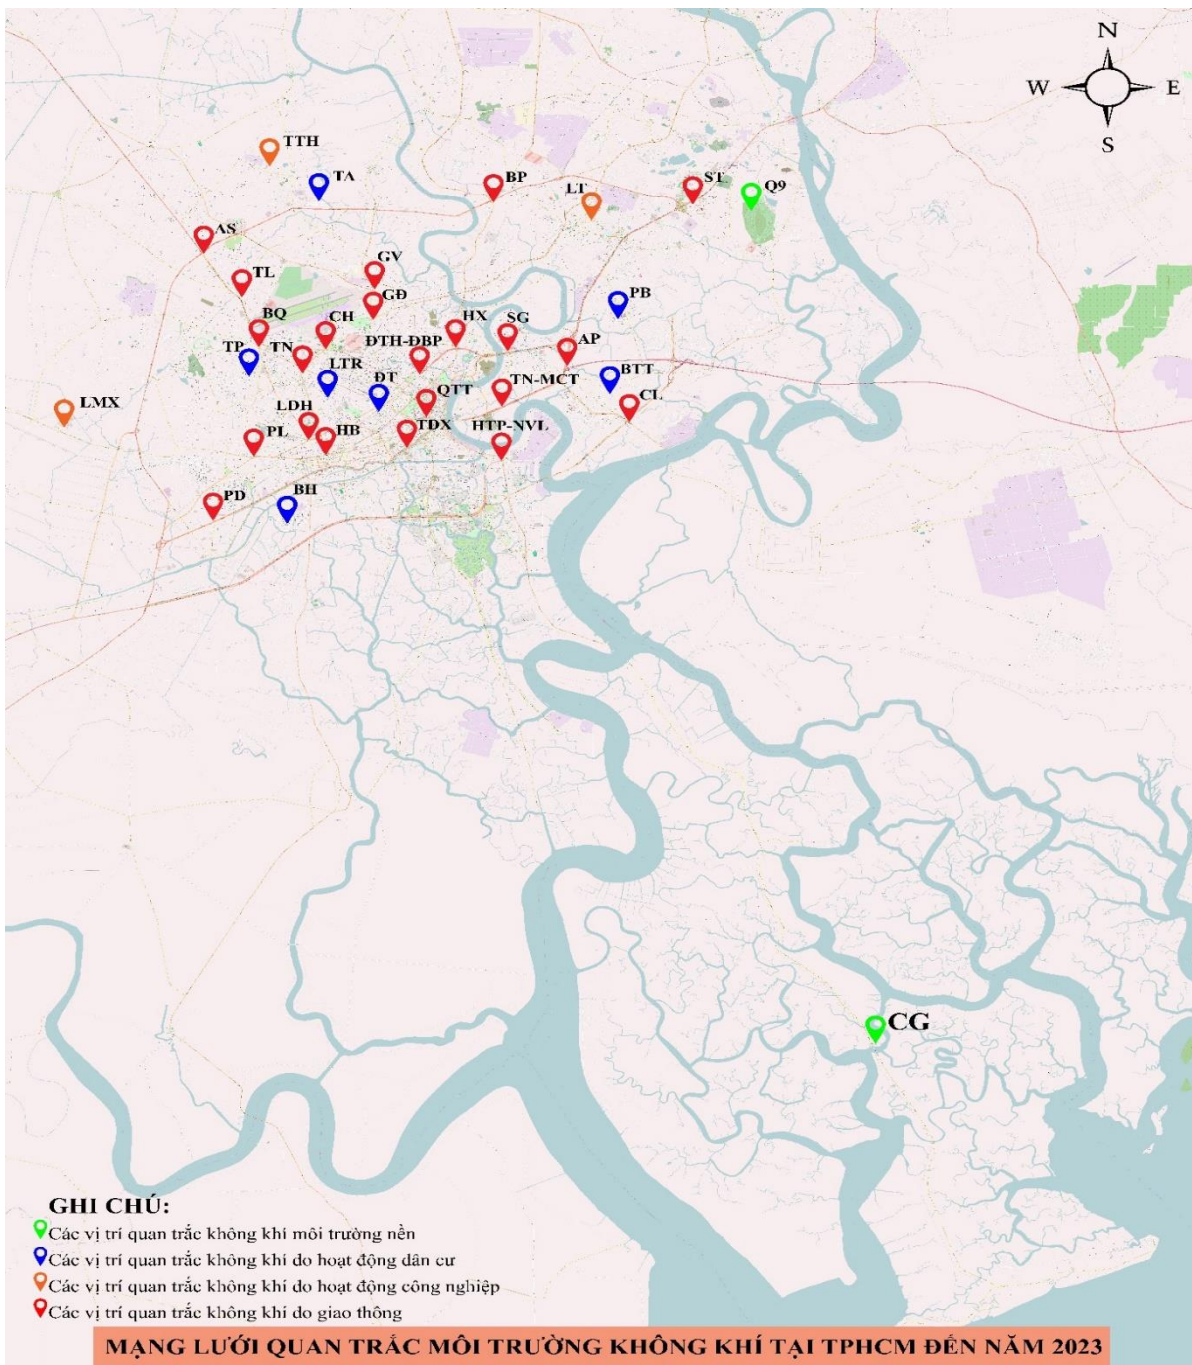 N
W E
S
TTH
TA
BP
LT
ST
Q9
AS
TL
GV
GĐ
PB
BQ
CH
HX
SG
AP
TP
TN
ĐTH-ĐBP
LTR
ĐT
BTT
TN-MCT
QTT
CL
LMX
LDH
PL
HB
TDX
HTP-NVL
PD
BH
CG
GHI CHÚ:
Các vị trí quan trắc không khí môi trường nền
Các vị trí quan trắc không khí do hoạt động dân cư
Các vị trí quan trắc không khí do hoạt động công nghiệp
Các vị trí quan trắc không khí do giao thông
MẠNG LƯỚI QUAN TRẮC MÔI TRƯỜNG KHÔNG KHÍ TẠI TPHCM ĐẾN NĂM 2023